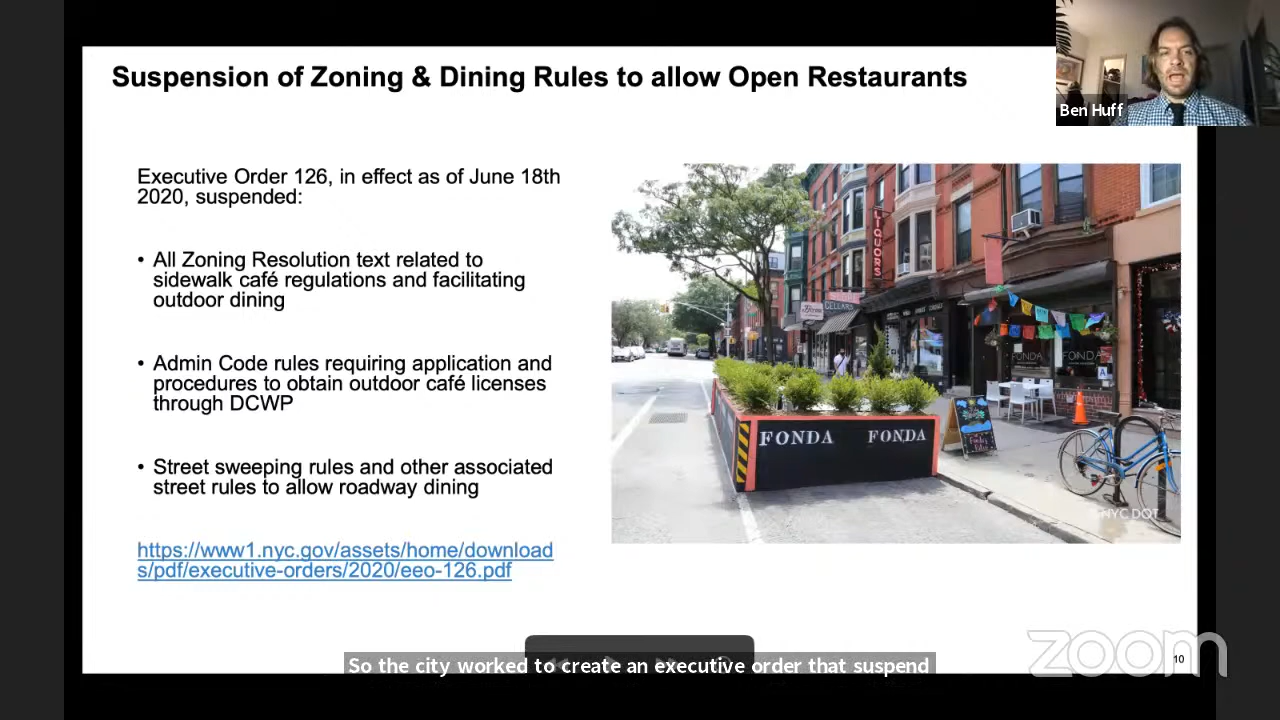 Suspension of Zoning & Dining Rules to allow Open Restaurants
Ben Huff
Executive Order 126, in effect as of June 18th
2020, suspended:
• All Zoning Resolution text related to
sidewalk café regulations and facilitating
outdoor dining
• Admin Code rules requiring application and
procedures to obtain outdoor café licenses
through DCWP
• Street sweeping rules and other associated
street rules to allow roadway dining
https://www1.nyc.gov/assets/home/download
s/pdf/executive-orders/2020/eeo-126.pdf
LIQUORS
CELLARS
FONDA FONDA
A
FONDA FONDA
NYC DOT
So the city worked to create an executive order that suspend
zoom
10